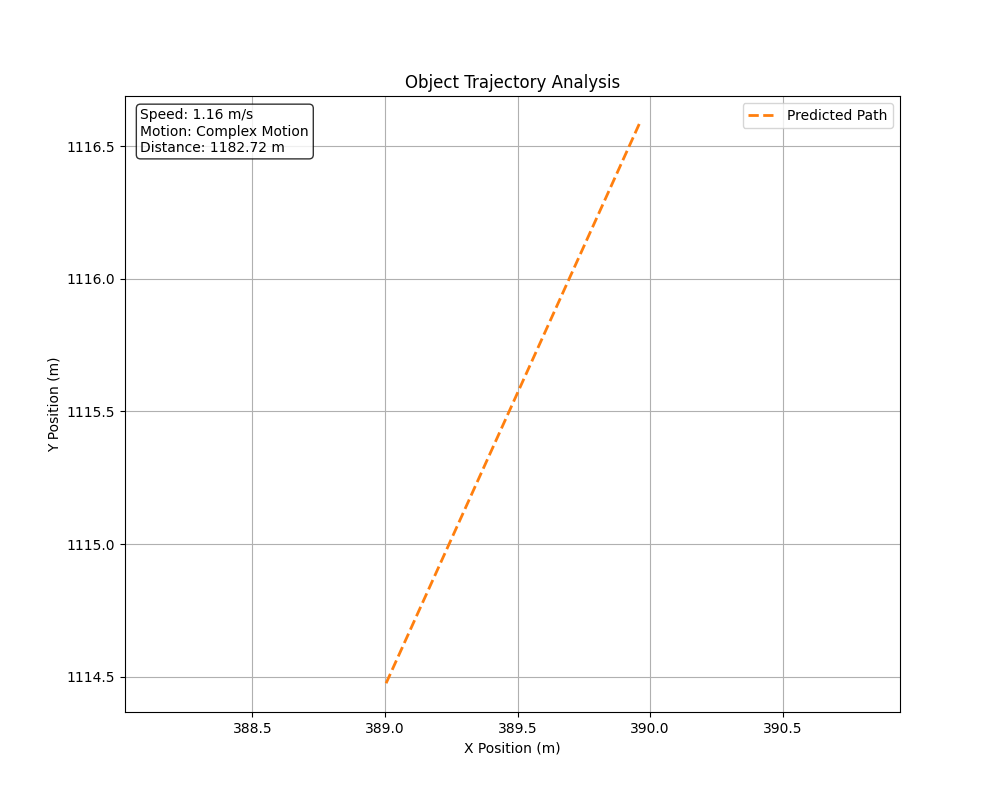 Object Trajectory Analysis
Speed: 1.16 m/s
Motion: Complex Motion
Distance: 1182.72 m
Predicted Path
1116.5
1116.0
1115.5
1115.0
1114.5
Y Position (m)
388.5 389.0 389.5 390.0 390.5
X Position (m)